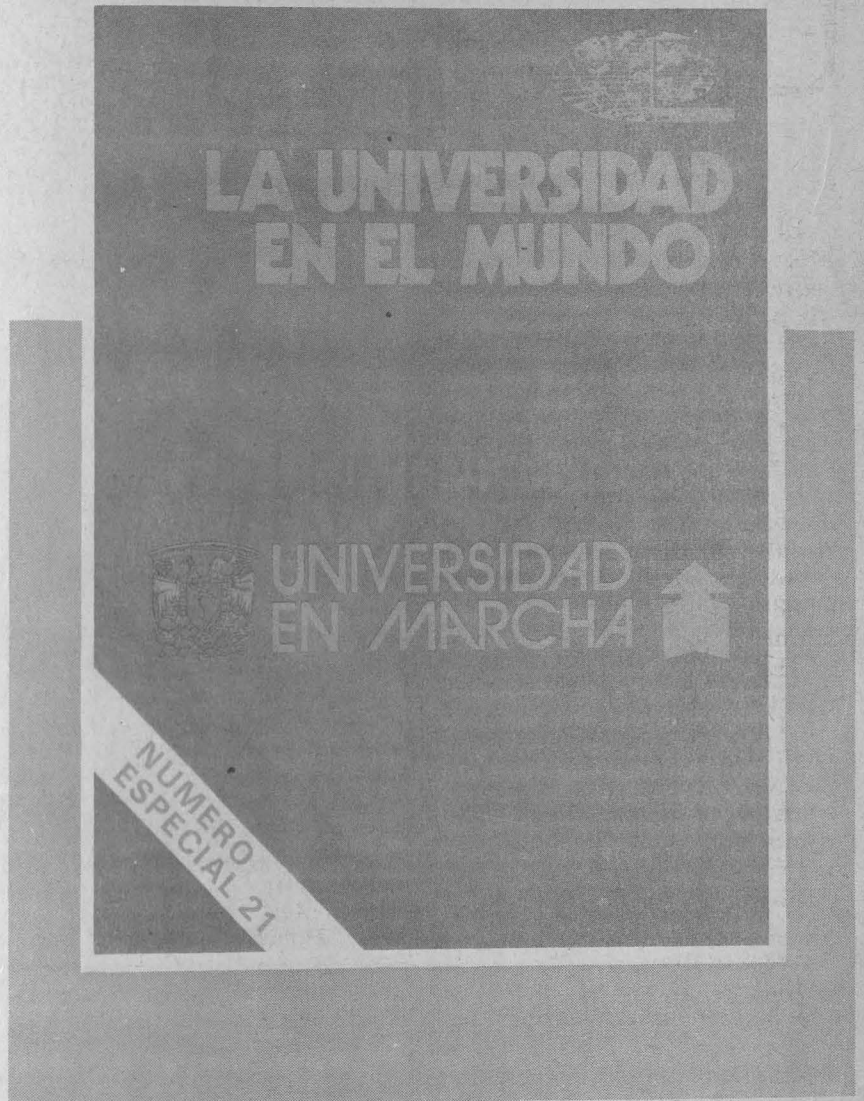 LA UNIVERSIDAD
EN EL MUNDO
UNIVERSIDAD
EN MARCHA
NUMERO
ESPECIAL 21